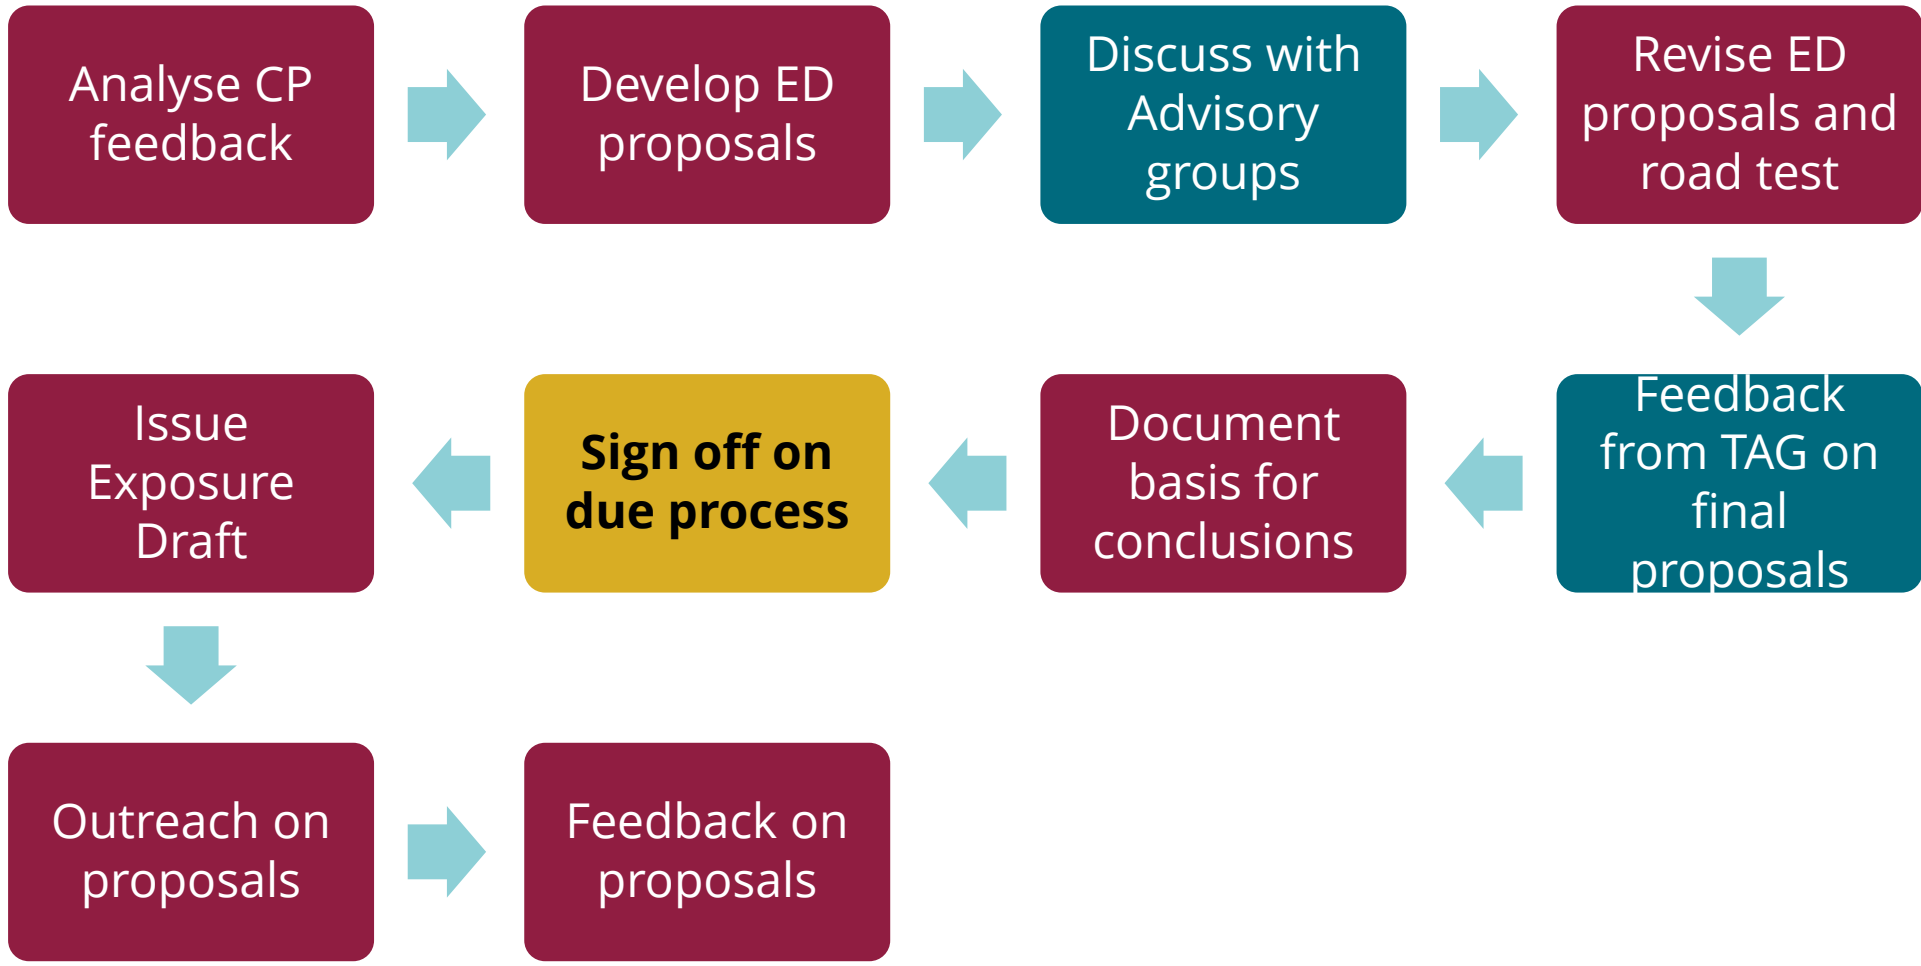 Analyse CP
feedback
Develop ED
proposals
Discuss with
Advisory
groups
Revise ED
proposals and
road test
Feedback
from TAG on
final
proposals
Document
basis for
conclusions
Sign off on
due process
Issue
Exposure
Draft
Outreach on
proposals
Feedback on
proposals